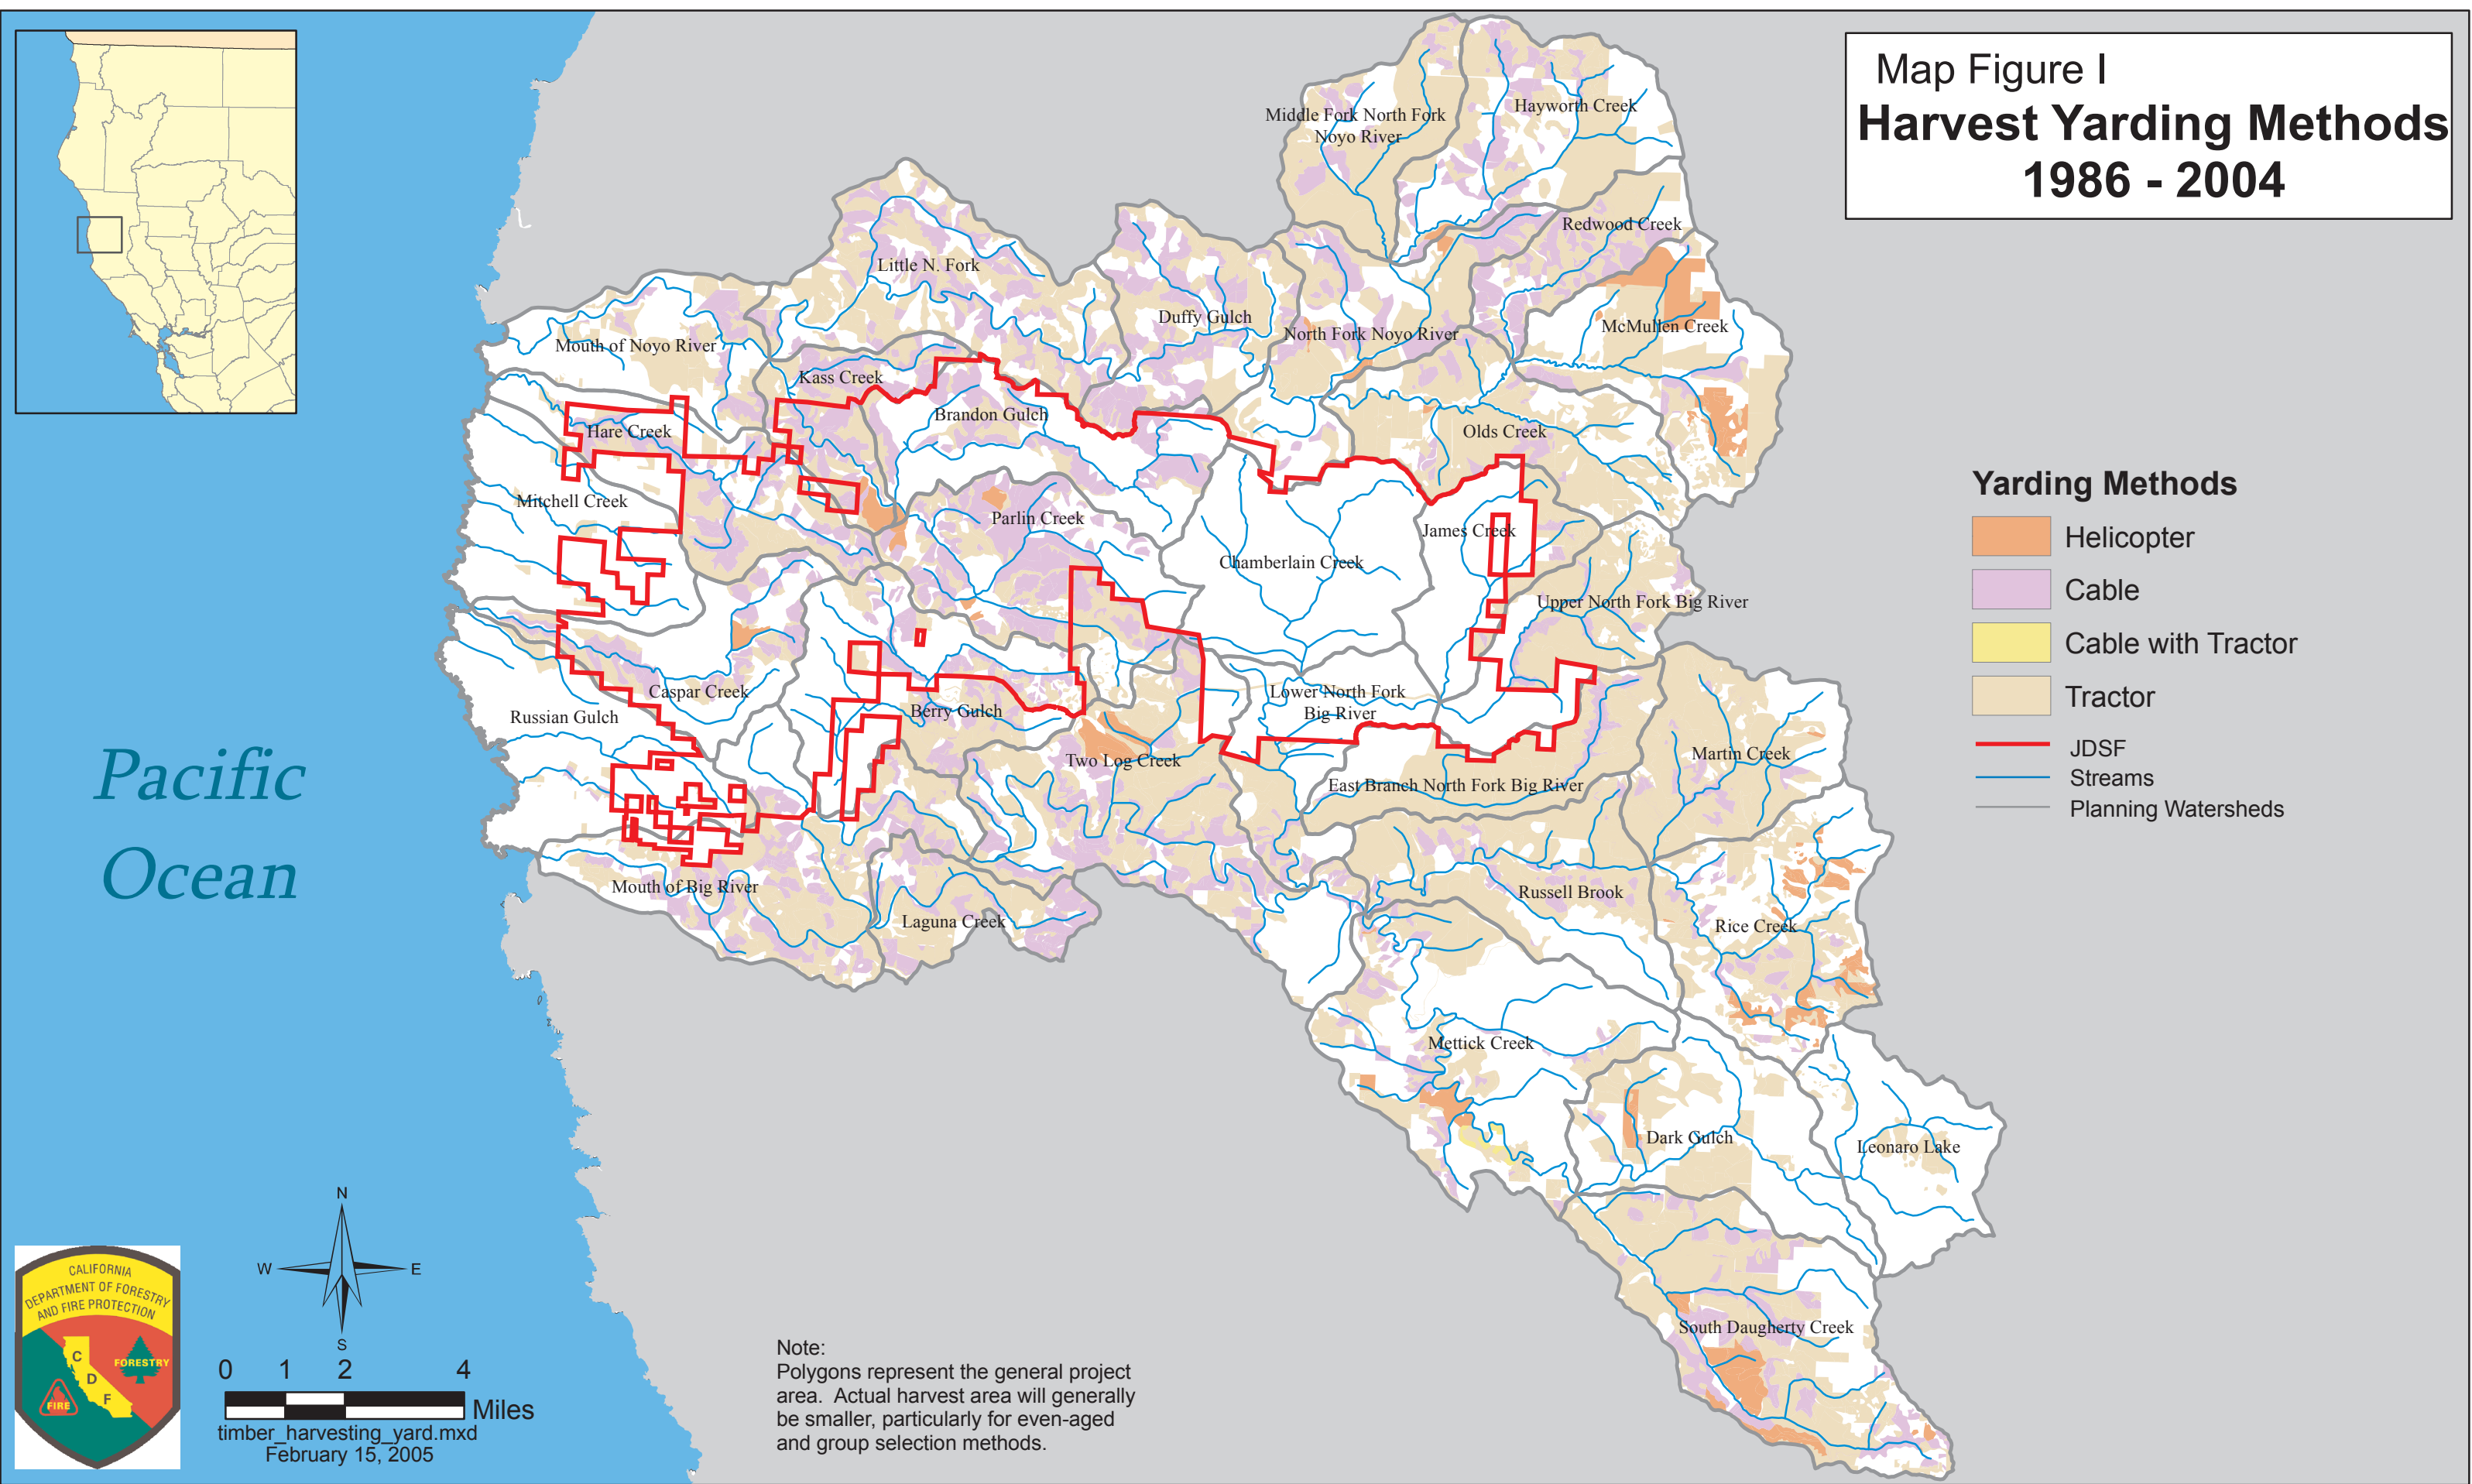 Map Figure I
Harvest Yarding Methods
1986 - 2004
Middle Fork North Fork
Noyo River
Hayworth Creek
Redwood Creek
Little N. Fork
Duffy Gulch
North Fork Noyo River
McMullen Creek
Mouth of Noyo River
Kass Creek
Brandon Gulch
Hare Creek
Olds Creek
Mitchell Creek
Parlin Creek
James Creek
Chamberlain Creek
Upper North Fork Big River
Caspar Creek
Lower North Fork
Big River
Russian Gulch
Berry Gulch
Two Log Creek
Martin Creek
East Branch North Fork Big River
Mouth of Big River
Laguna Creek
Russell Brook
Rice Creek
Mettick Creek
Dark Gulch
Leonaro Lake
South Daugherty Creek
Pacific
Ocean
Yarding Methods
Helicopter
Cable
Cable with Tractor
Tractor
JDSF
Streams
Planning Watersheds
N
W
E
S
CALIFORNIA
DEPARTMENT OF FORESTRY
AND FIRE PROTECTION
C
D
F
FORESTRY
FIRE
0 1 2 4
Miles
timber_harvesting_yard.mxd
February 15, 2005
Note:
Polygons represent the general project
area. Actual harvest area will generally
be smaller, particularly for even-aged
and group selection methods.